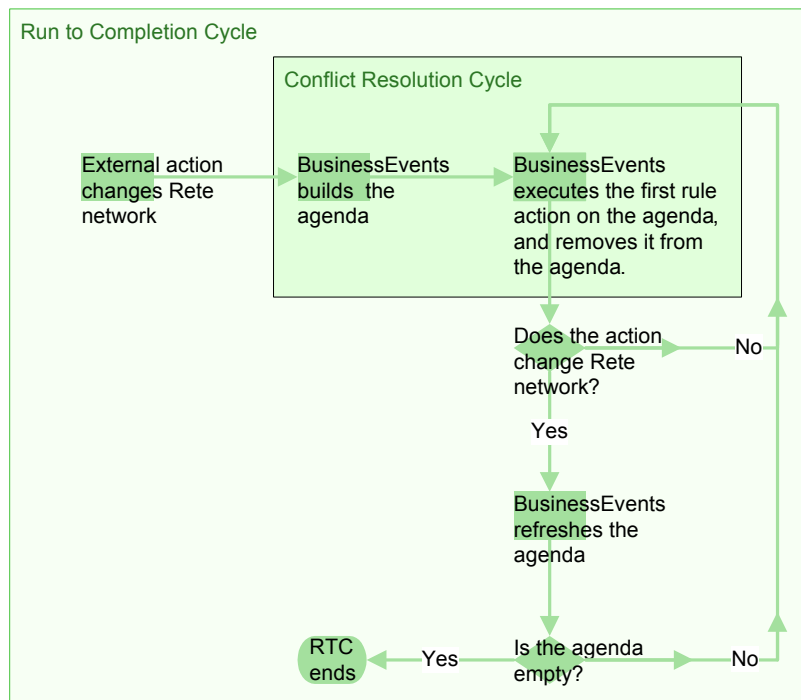 Run to Completion Cycle
Conflict Resolution Cycle
External action
changes Rete
network
BusinessEvents
builds the
agenda
BusinessEvents
executes the first rule
action on the agenda,
and removes it from
the agenda.
Does the action
change Rete
network?
No
Yes
BusinessEvents
refreshes the
agenda
Is the agenda
empty?
No
Yes
RTC
ends